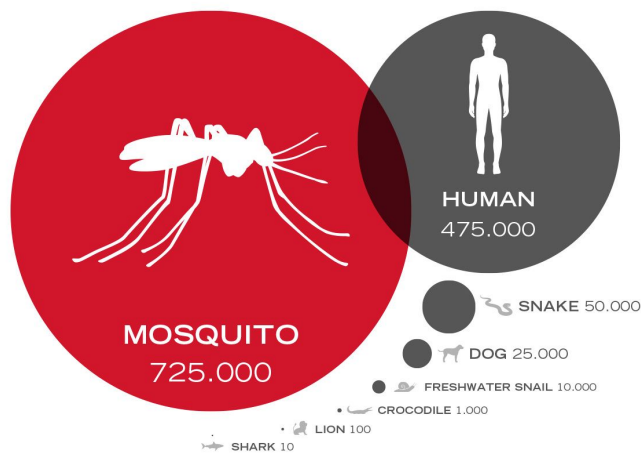 HUMAN
475.000
MOSQUITO
725.000
SNAKE 50.000
DOG 25.000
FRESHWATER SNAIL 10.000
CROCODILE 1.000
LION 100
SHARK 10